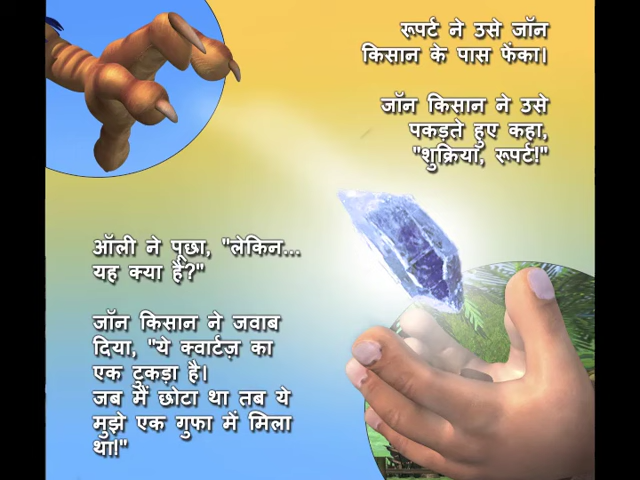 रूपर्ट ने उसे जॉन
किसान के पास फेंका।
जॉन किसान ने उसे
पकड़ते हुए कहा,
"शुक्रिया, रूपर्ट!"
ऑली ने पूछा, "लेकिन...
यह क्या है?"
जॉन किसान ने जवाब
दिया, "ये क्वार्टज़ का
एक टुकड़ा है।
जब मैं छोटा था तब ये
मुझे एक गुफा में मिला
था!"